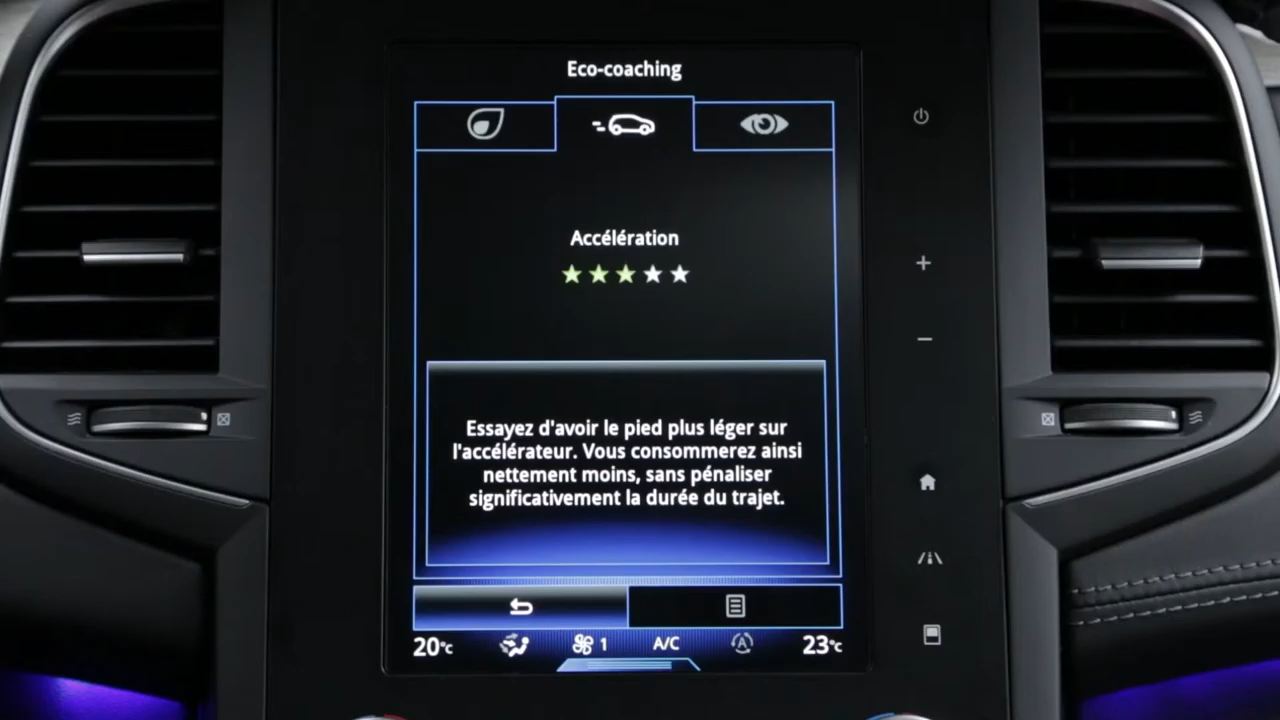 Eco-coaching
Accélération
Essayez d'avoir le pied plus léger sur
l'accélérateur. Vous consommerez ainsi
nettement moins, sans pénaliser
significativement la durée du trajet.
20°C 1 A/C A 23°C